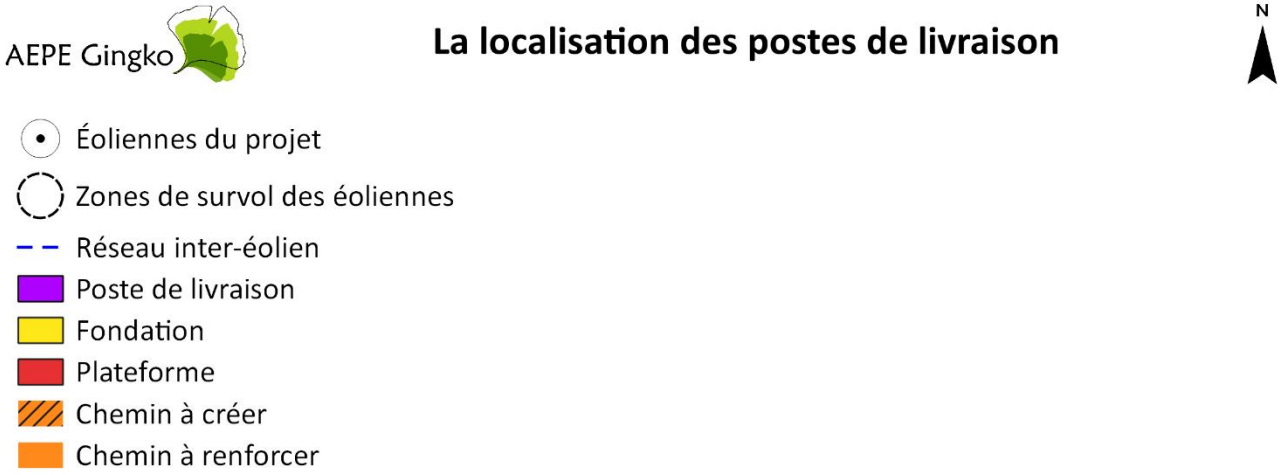 AEPE Gingko
La localisation des postes de livraison
N
Éoliennes du projet
Zones de survol des éoliennes
Réseau inter-éolien
Poste de livraison
Fondation
Plateforme
Chemin à créer
Chemin à renforcer